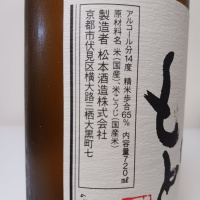 アルコール分14度 精米歩合65%
原材料名 米(国産)、米こうじ(国産米)
内容量720ml
製造者 松本酒造株式会社
京都市伏見区横大路三栖大黒町七